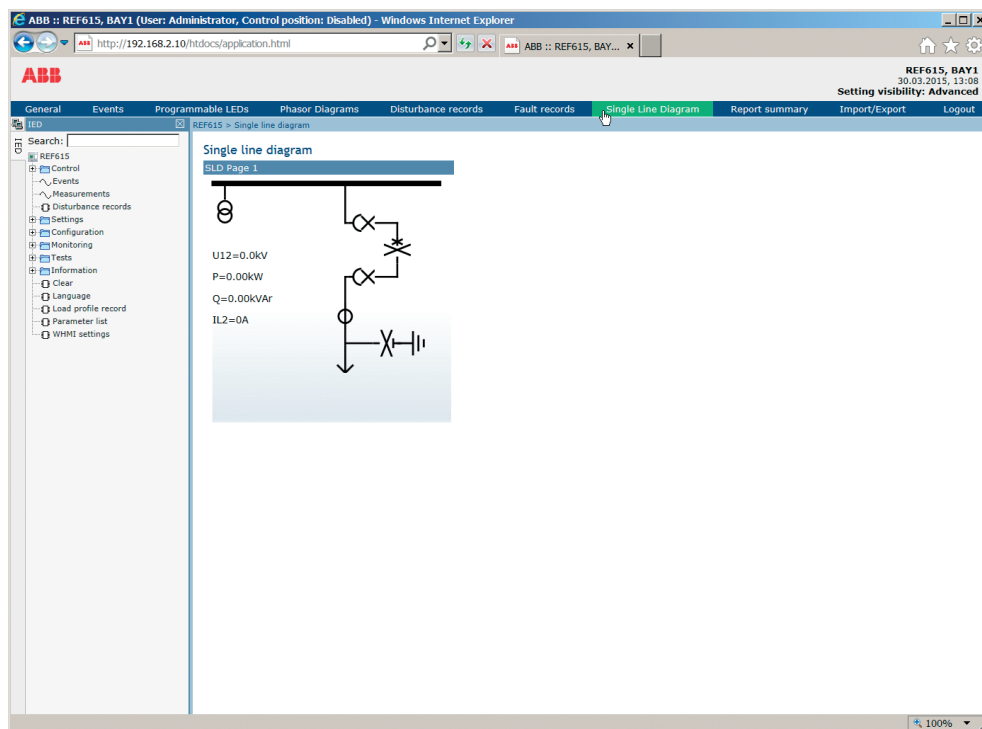 ABB :: REF615, BAY1 (User: Administrator, Control position: Disabled) - Windows Internet Explorer
http://192.168.2.10/htdocs/application.html
ABB :: REF615, BAY...
ABB
REF615, BAY1
30.03.2015, 13:08
Setting visibility: Advanced
General Events Programmable LEDs Phasor Diagrams Disturbance records Fault records Single Line Diagram Report summary Import/Export Logout
IED
IED
REF615 > Single line diagram
Search:
REF615
Control
Events
Measurements
Disturbance records
Settings
Configuration
Monitoring
Tests
Information
Clear
Language
Load profile record
Parameter list
WHMI settings
Single line diagram
SLD Page 1
U12=0.0kV
P=0.00kW
Q=0.00kVAr
IL2=0A
100%